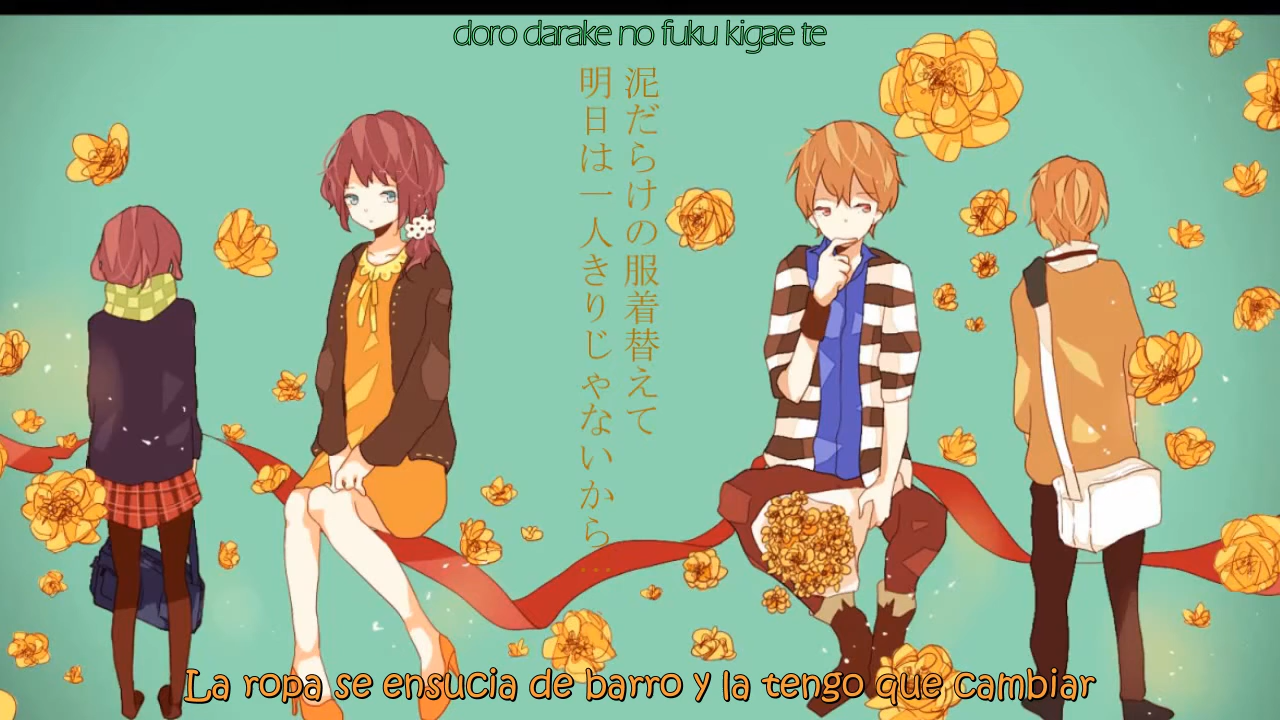 doro darake no fuku kigae te
泥だらけの服着替えて
明日は一人きりじゃないから…
La ropa se ensucia de barro y la tengo que cambiar